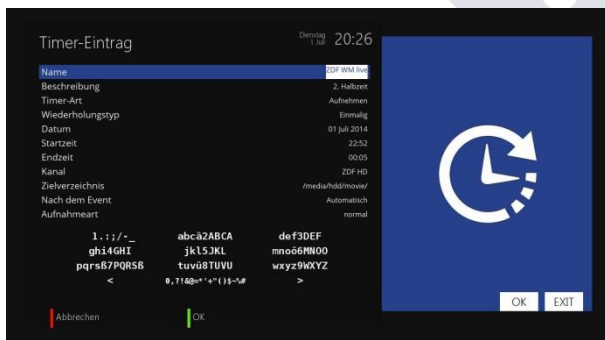 Timer-Eintrag
Dienstag
1. Juli
20:26
Name ZDF WM live
Beschreibung 2. Halbzeit
Timer-Art Aufnehmen
Wiederholungstyp Einmalig
Datum 01 Juli 2014
Startzeit 22:52
Endzeit 00:05
Kanal ZDF HD
Zielverzeichnis /media/hdd/movie/
Nach dem Event Automatisch
Aufnahmeart normal
1.:;/-_ abcä2ABCA def3DEF
ghi4GHI jkl5JKL mnoö6MNOO
pqrsß7PQRSß tuvü8TUVU wxyz9WXYZ
< >
OK EXIT
Abbrechen OK